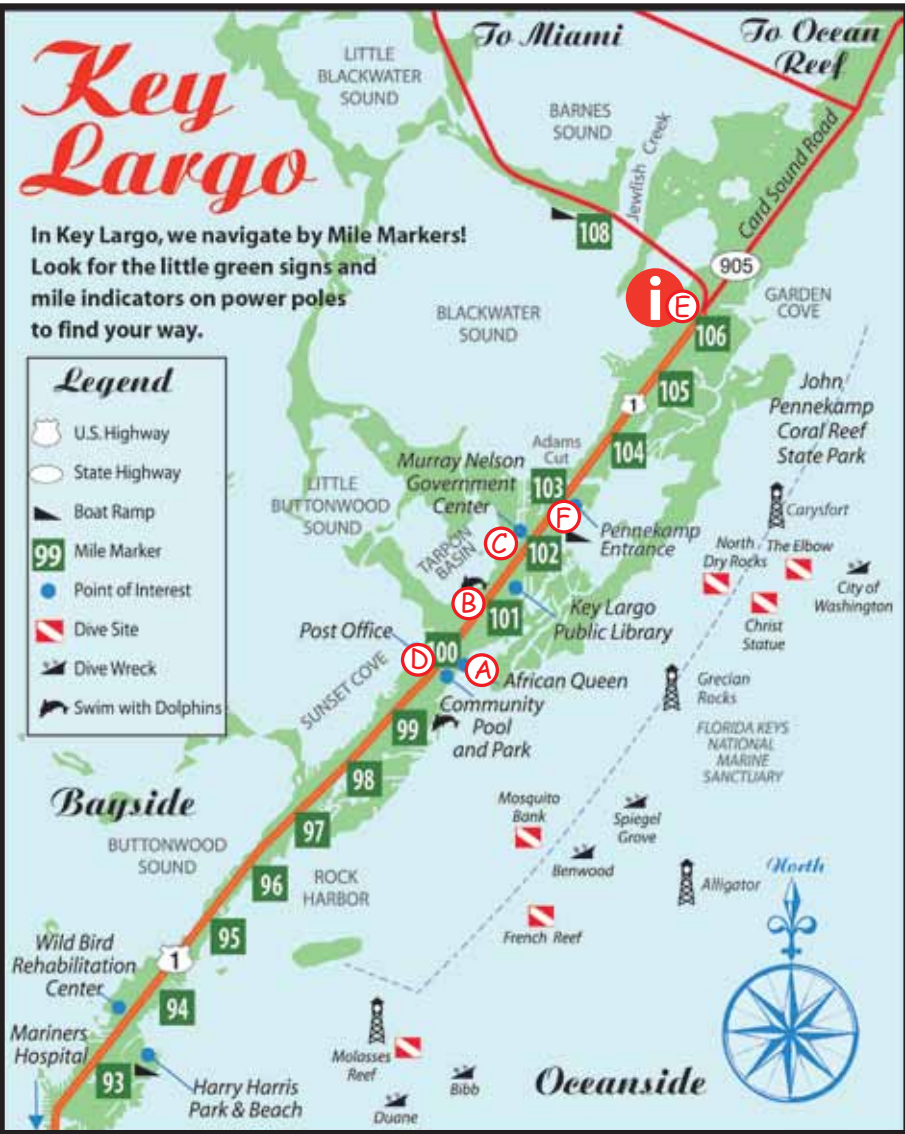 Key
Largo
To Miami
To Ocean
Reef
LITTLE
BLACKWATER
SOUND
BARNES
SOUND
Jewfish Creek
Card Sound Road
In Key Largo, we navigate by Mile Markers!
Look for the little green signs and
mile indicators on power poles
to find your way.
108
905
i
E
GARDEN
COVE
BLACKWATER
SOUND
106
Legend
U.S. Highway
State Highway
Boat Ramp
99
Mile Marker
Point of Interest
Dive Site
Dive Wreck
Swim with Dolphins
105
1
104
John
Pennekamp
Coral Reef
State Park
Adams
Cut
Murray Nelson
Government
Center
103
LITTLE
BUTTONWOOD
SOUND
F
Pennekamp
Entrance
Carysfort
C
TARPON
BASIN
102
North
Dry Rocks
The Elbow
City of
Washington
Christ
Statue
B
101
Key Largo
Public Library
Post Office
100
D
A
African Queen
SUNSET COVE
Community
Pool
and Park
99
Grecian
Rocks
FLORIDA KEYS
NATIONAL
MARINE
SANCTUARY
98
Bayside
97
BUTTONWOOD
SOUND
Mosquito
Bank
Spiegel
Grove
Benwood
96
ROCK
HARBOR
Alligator
North
95
French Reef
Wild Bird
Rehabilitation
Center
1
94
Mariners
Hospital
93
Harry Harris
Park & Beach
Molasses
Reef
Bibb
Duane
Oceanside